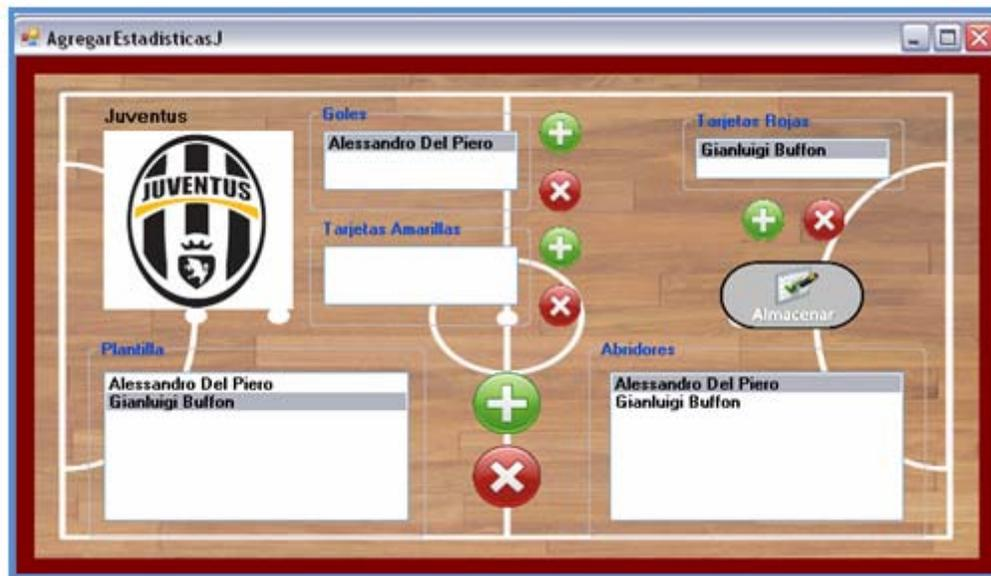 AgregarEstadisticasJ
Juventus
JUVENTUS
Goles
Alessandro Del Piero
Tarjetas Amarillas
Tarjetas Rojas
Gianluigi Buffon
Almacenar
Plantilla
Alessandro Del Piero
Gianluigi Buffon
Abridores
Alessandro Del Piero
Gianluigi Buffon